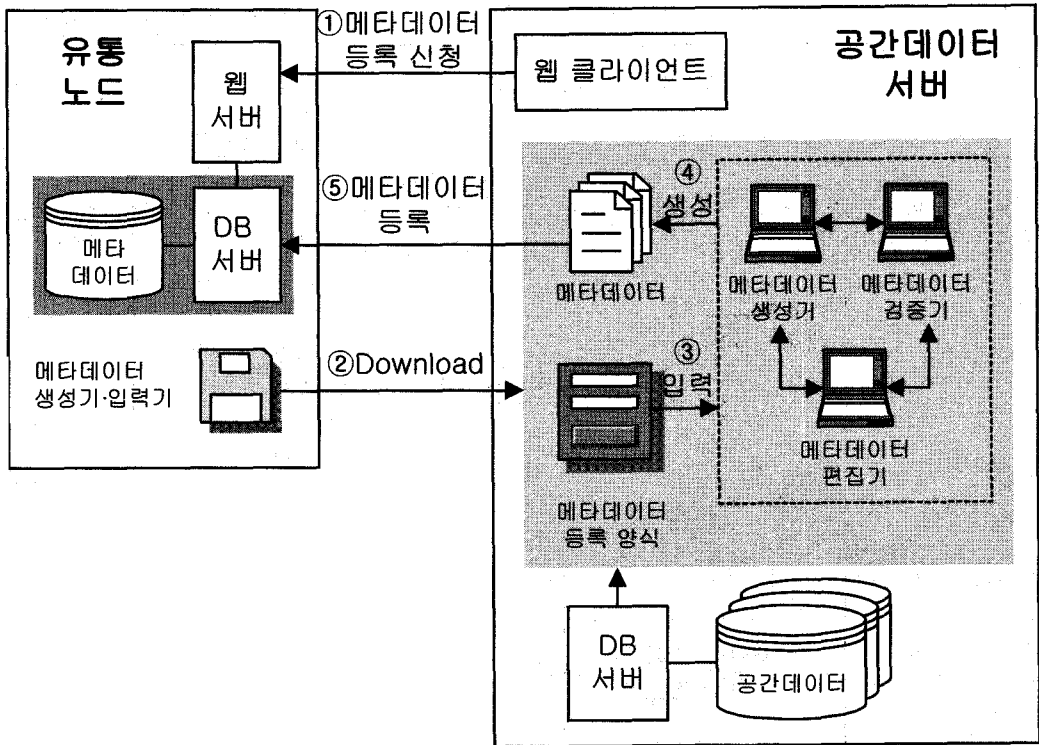 유통
노드
웹
서버
메타
데이터
DB
서버
메타데이터
생성기·입력기
①메타데이터
등록 신청
⑤메타데이터
등록
②Download
공간데이터
서버
웹 클라이언트
메타데이터
④
생성
메타데이터
생성기
메타데이터
검증기
메타데이터
편집기
③
입력
메타데이터
등록 양식
DB
서버
공간데이터